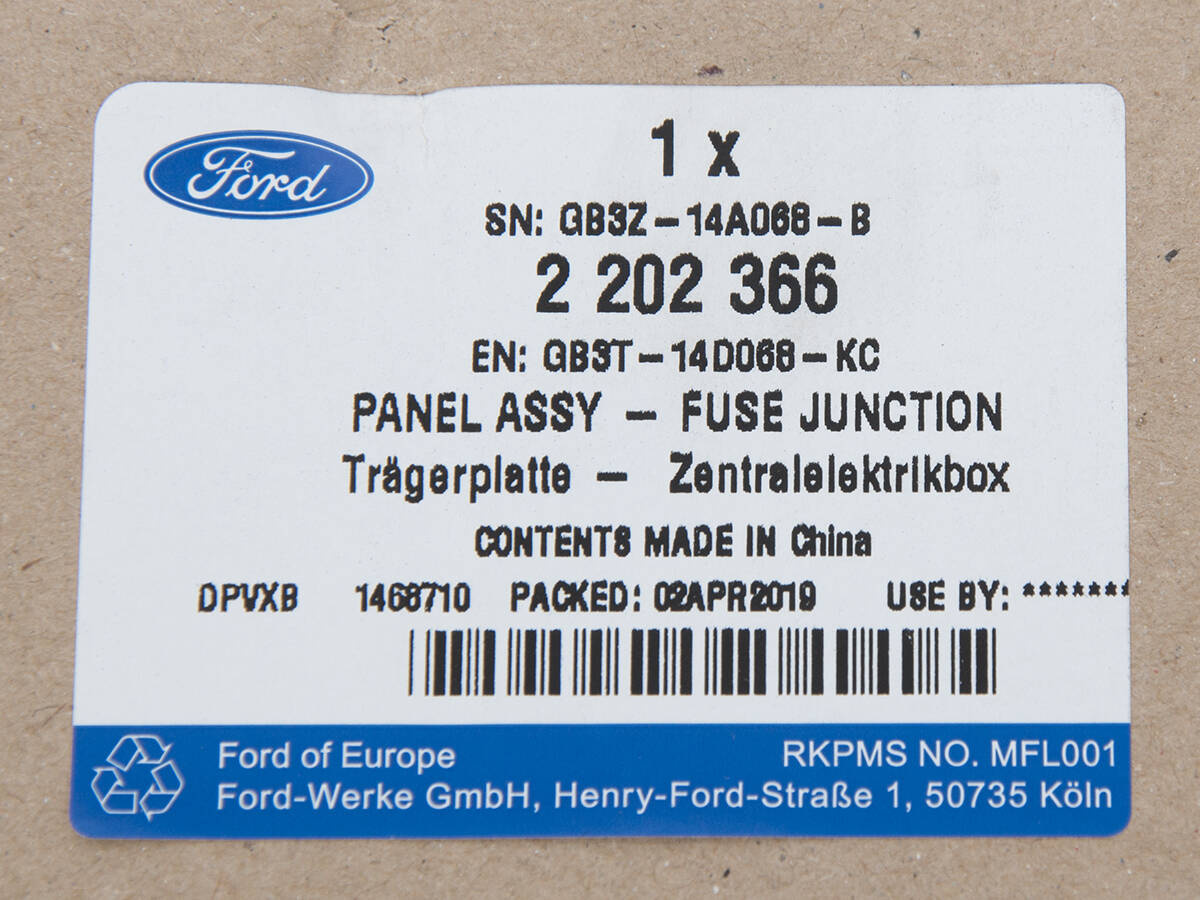 Ford
1 x
SN: GB3Z-14A068-B
2 202 366
EN: GB3T-14D068-KC
PANEL ASSY - FUSE JUNCTION
Trägerplatte - Zentralelektrikbox
CONTENTS MADE IN China
DPVXB 1468710 PACKED: 02APR2019 USE BY: *******
Ford of Europe RKPMS NO. MFL001
Ford-Werke GmbH, Henry-Ford-Straße 1, 50735 Köln